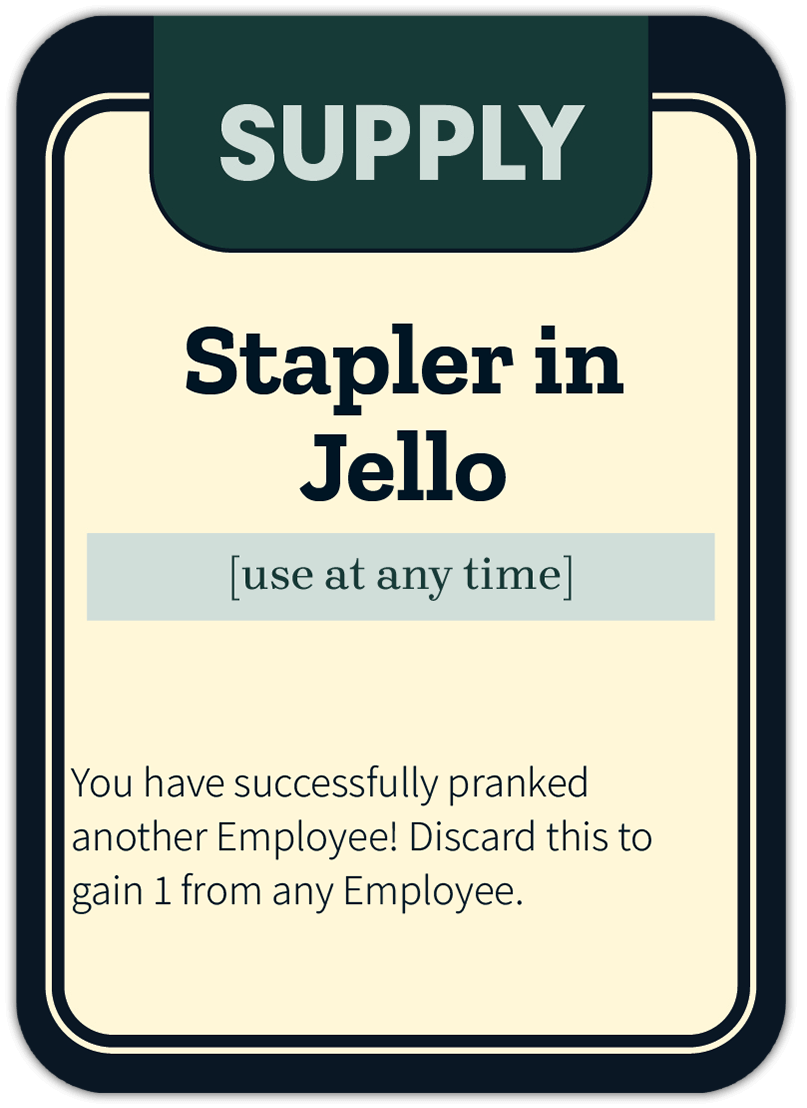 SUPPLY
Stapler in
Jello
[use at any time]
You have successfully pranked
another Employee! Discard this to
gain 1 from any Employee.